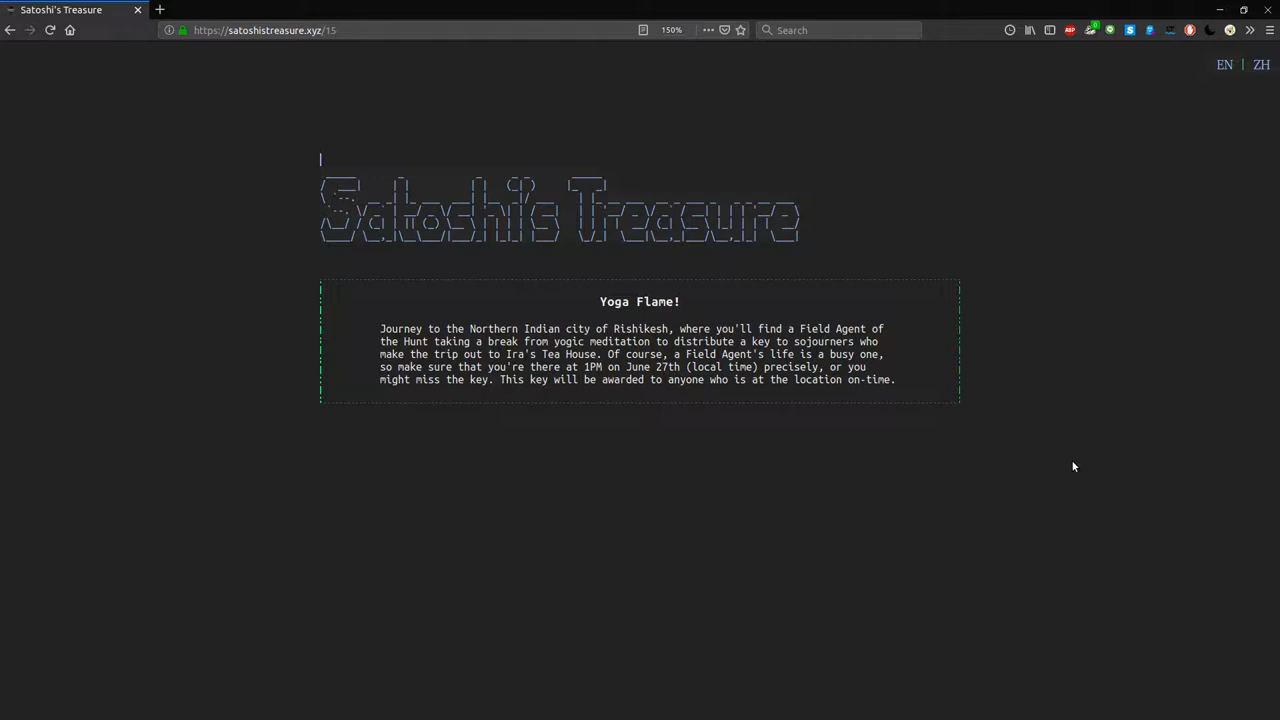 Satoshi's Treasure
https://satoshistreasure.xyz/15
150%
Search
ABP
0
EN | ZH
Satoshi's Treasure
Yoga Flame!
Journey to the Northern Indian city of Rishikesh, where you'll find a Field Agent of
the Hunt taking a break from yogic meditation to distribute a key to sojourners who
make the trip out to Ira's Tea House. Of course, a Field Agent's life is a busy one,
so make sure that you're there at 1PM on June 27th (local time) precisely, or you
might miss the key. This key will be awarded to anyone who is at the location on-time.